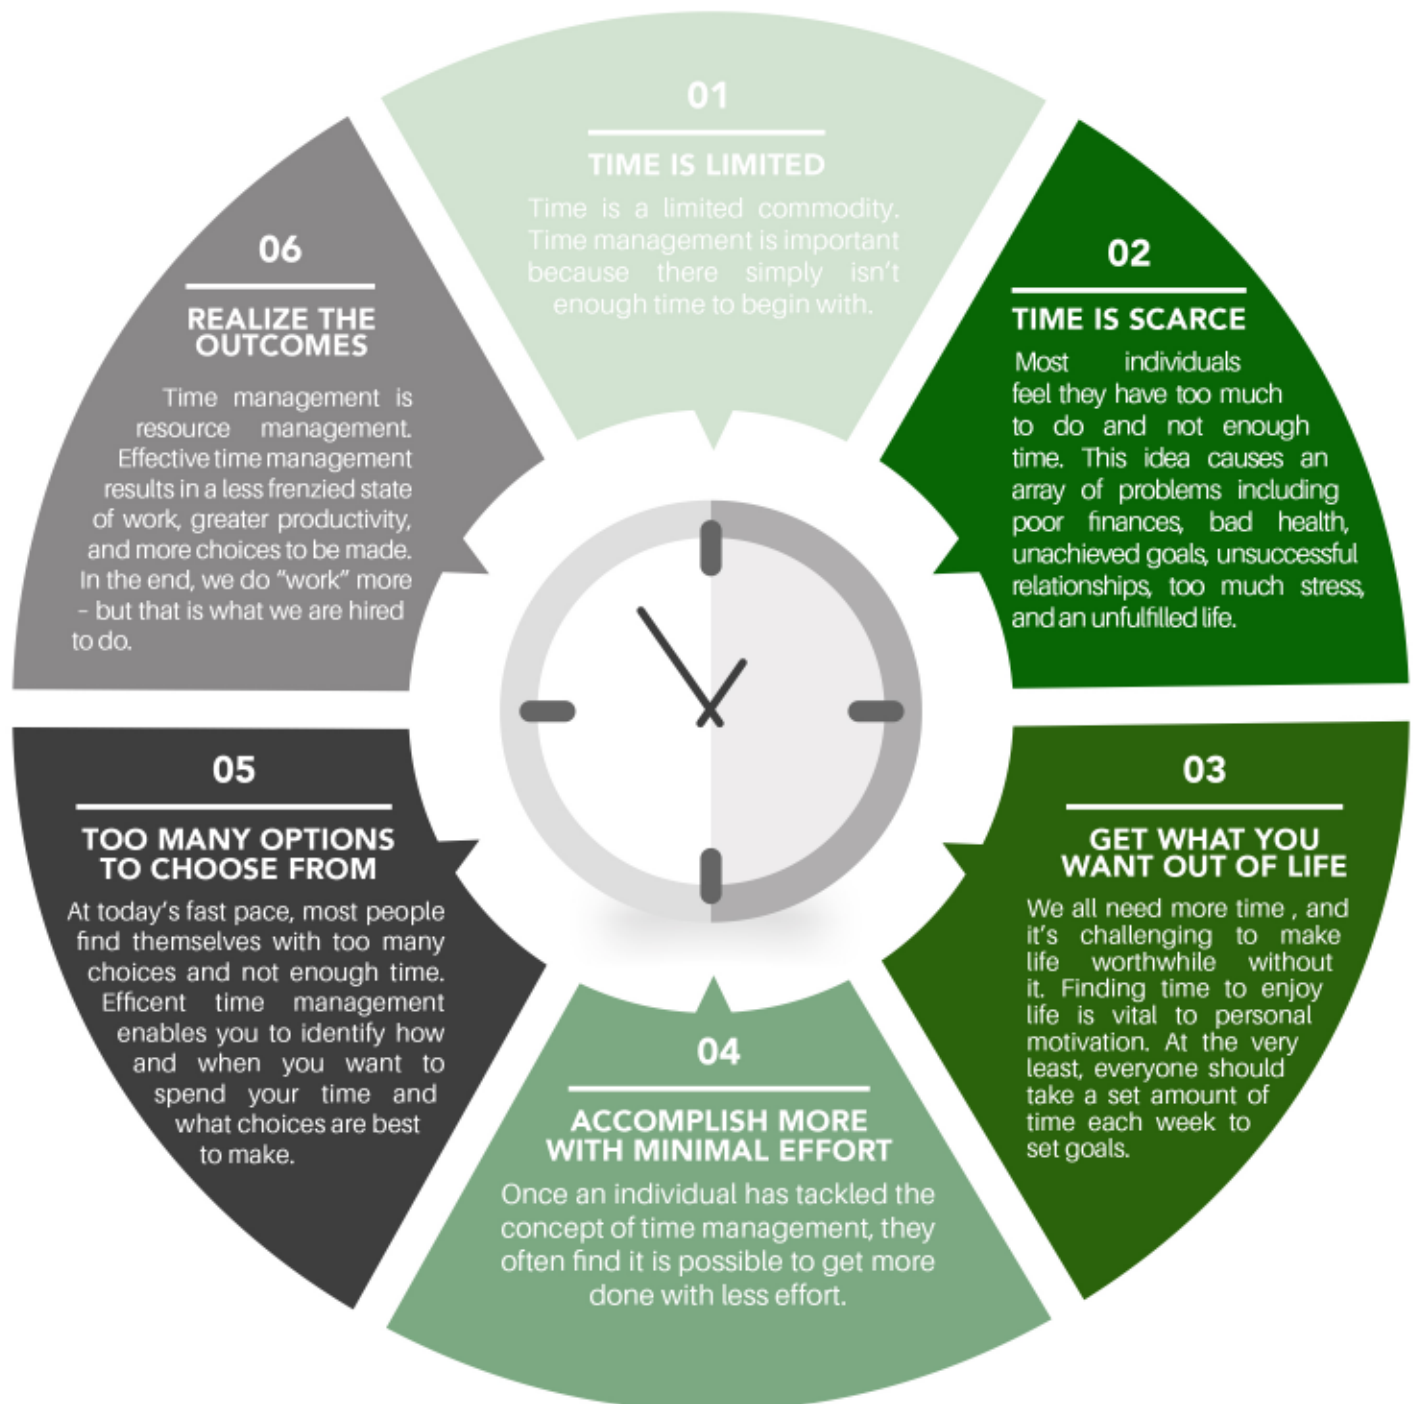 01
TIME IS LIMITED
Time is a limited commodity.
Time management is important
because there simply isn't
enough time to begin with.
02
TIME IS SCARCE
Most individuals
feel they have too much
to do and not enough
time. This idea causes an
array of problems including
poor finances, bad health,
unachieved goals, unsuccessful
relationships, too much stress,
and an unfulfilled life.
03
GET WHAT YOU
WANT OUT OF LIFE
We all need more time , and
it's challenging to make
life worthwhile without
it. Finding time to enjoy
life is vital to personal
motivation. At the very
least, everyone should
take a set amount of
time each week to
set goals.
04
ACCOMPLISH MORE
WITH MINIMAL EFFORT
Once an individual has tackled the
concept of time management, they
often find it is possible to get more
done with less effort.
05
TOO MANY OPTIONS
TO CHOOSE FROM
At today's fast pace, most people
find themselves with too many
choices and not enough time.
Efficent time management
enables you to identify how
and when you want to
spend your time and
what choices are best
to make.
06
REALIZE THE
OUTCOMES
Time management is
resource management.
Effective time management
results in a less frenzied state
of work, greater productivity,
and more choices to be made.
In the end, we do "work" more
– but that is what we are hired
to do.